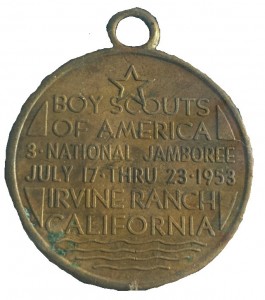 BOY SCOUTS
OF AMERICA
3 · NATIONAL JAMBOREE
JULY 17 · THRU 23 · 1953
IRVINE RANCH
CALIFORNIA